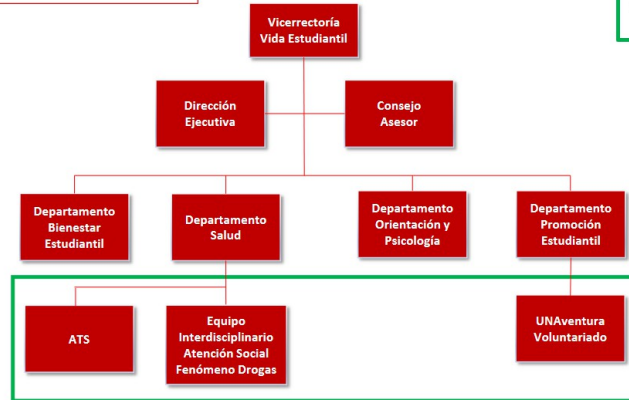 Vicerrectoría
Vida Estudiantil
Dirección
Ejecutiva
Consejo
Asesor
Departamento
Bienestar
Estudiantil
Departamento
Salud
Departamento
Orientación y
Psicología
Departamento
Promoción
Estudiantil
ATS
Equipo
Interdisciplinario
Atención Social
Fenómeno Drogas
UNAventura
Voluntariado